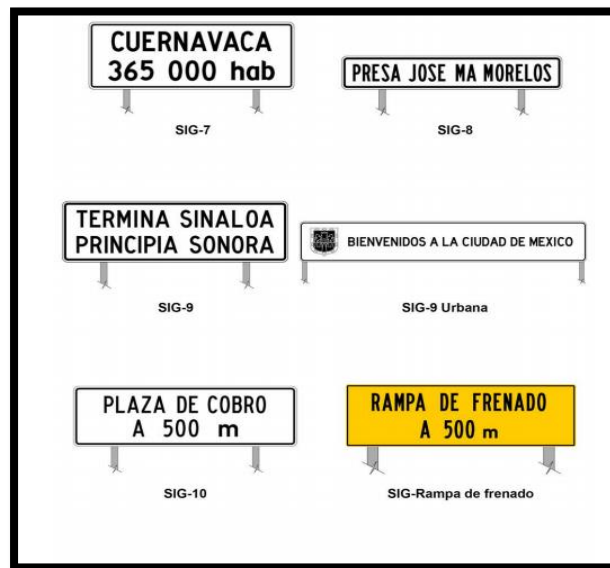 CUERNAVACA
365 000 hab
SIG-7
PRESA JOSE MA MORELOS
SIG-8
TERMINA SINALOA
PRINCIPIA SONORA
SIG-9
BIENVENIDOS A LA CIUDAD DE MEXICO
SIG-9 Urbana
PLAZA DE COBRO
A 500 m
SIG-10
RAMPA DE FRENADO
A 500 m
SIG-Rampa de frenado